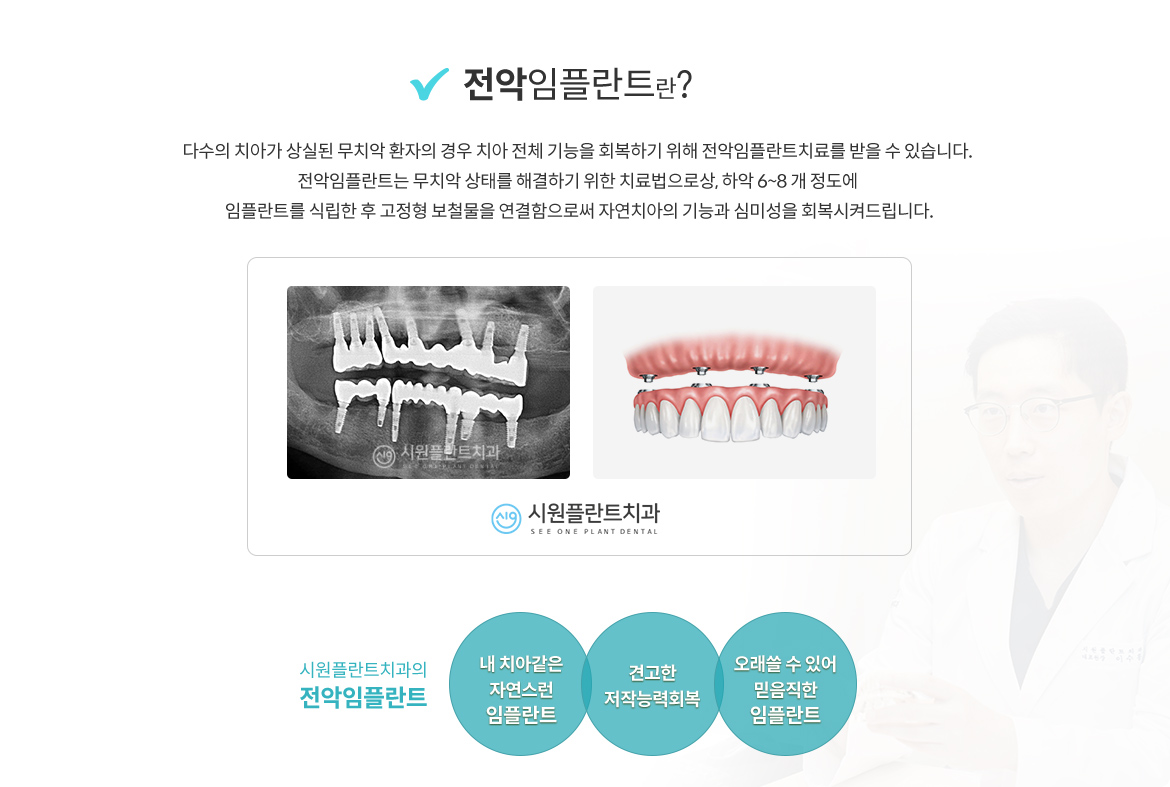 전악임플란트란?
다수의 치아가 상실된 무치악 환자의 경우 치아 전체 기능을 회복하기 위해 전악임플란트치료를 받을 수 있습니다.
전악임플란트는 무치악 상태를 해결하기 위한 치료법으로상, 하악 6~8 개 정도에
임플란트를 식립한 후 고정형 보철물을 연결함으로써 자연치아의 기능과 심미성을 회복시켜드립니다.
시원플란트치과
SEE ONE PLANT DENTAL
시원플란트치과
SEE ONE PLANT DENTAL
시원플란트치과의
전악임플란트
내 치아같은
자연스런
임플란트
견고한
저작능력회복
오래쓸 수 있어
믿음직한
임플란트